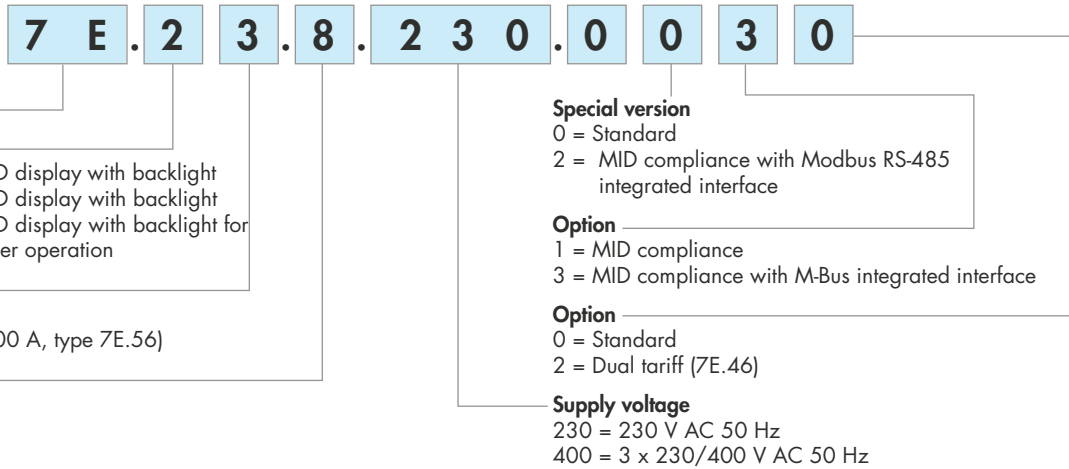 7 E . 2 3 . 8 . 2 3 0 . 0 0 3 0
display with backlight
display with backlight
display with backlight for
operation
A, type 7E.56)
Special version
0 = Standard
2 = MID compliance with Modbus RS-485
integrated interface
Option
1 = MID compliance
3 = MID compliance with M-Bus integrated interface
Option
0 = Standard
2 = Dual tariff (7E.46)
Supply voltage
230 = 230 V AC 50 Hz
400 = 3 x 230/400 V AC 50 Hz